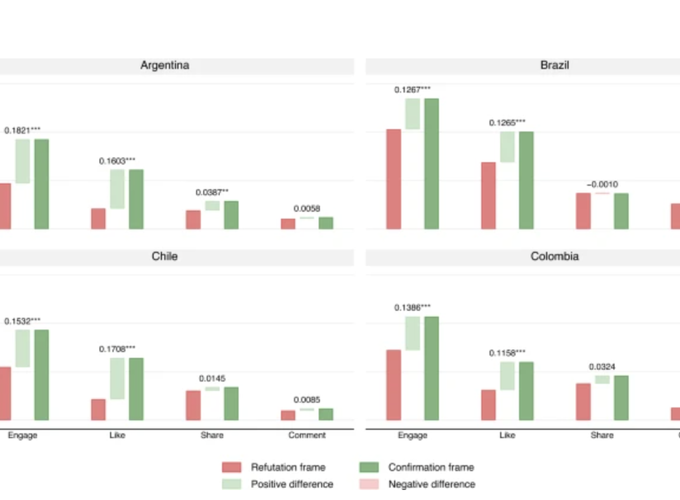 Argentina
Brazil
0.1821***
0.1603***
0.0387**
0.0058
0.1267***
0.1265***
−0.0010
Chile
Colombia
0.1532***
0.1708***
0.0145
0.0085
0.1386***
0.1158***
0.0324
Engage Like Share Comment Engage Like Share
Refutation frame Confirmation frame
Positive difference Negative difference